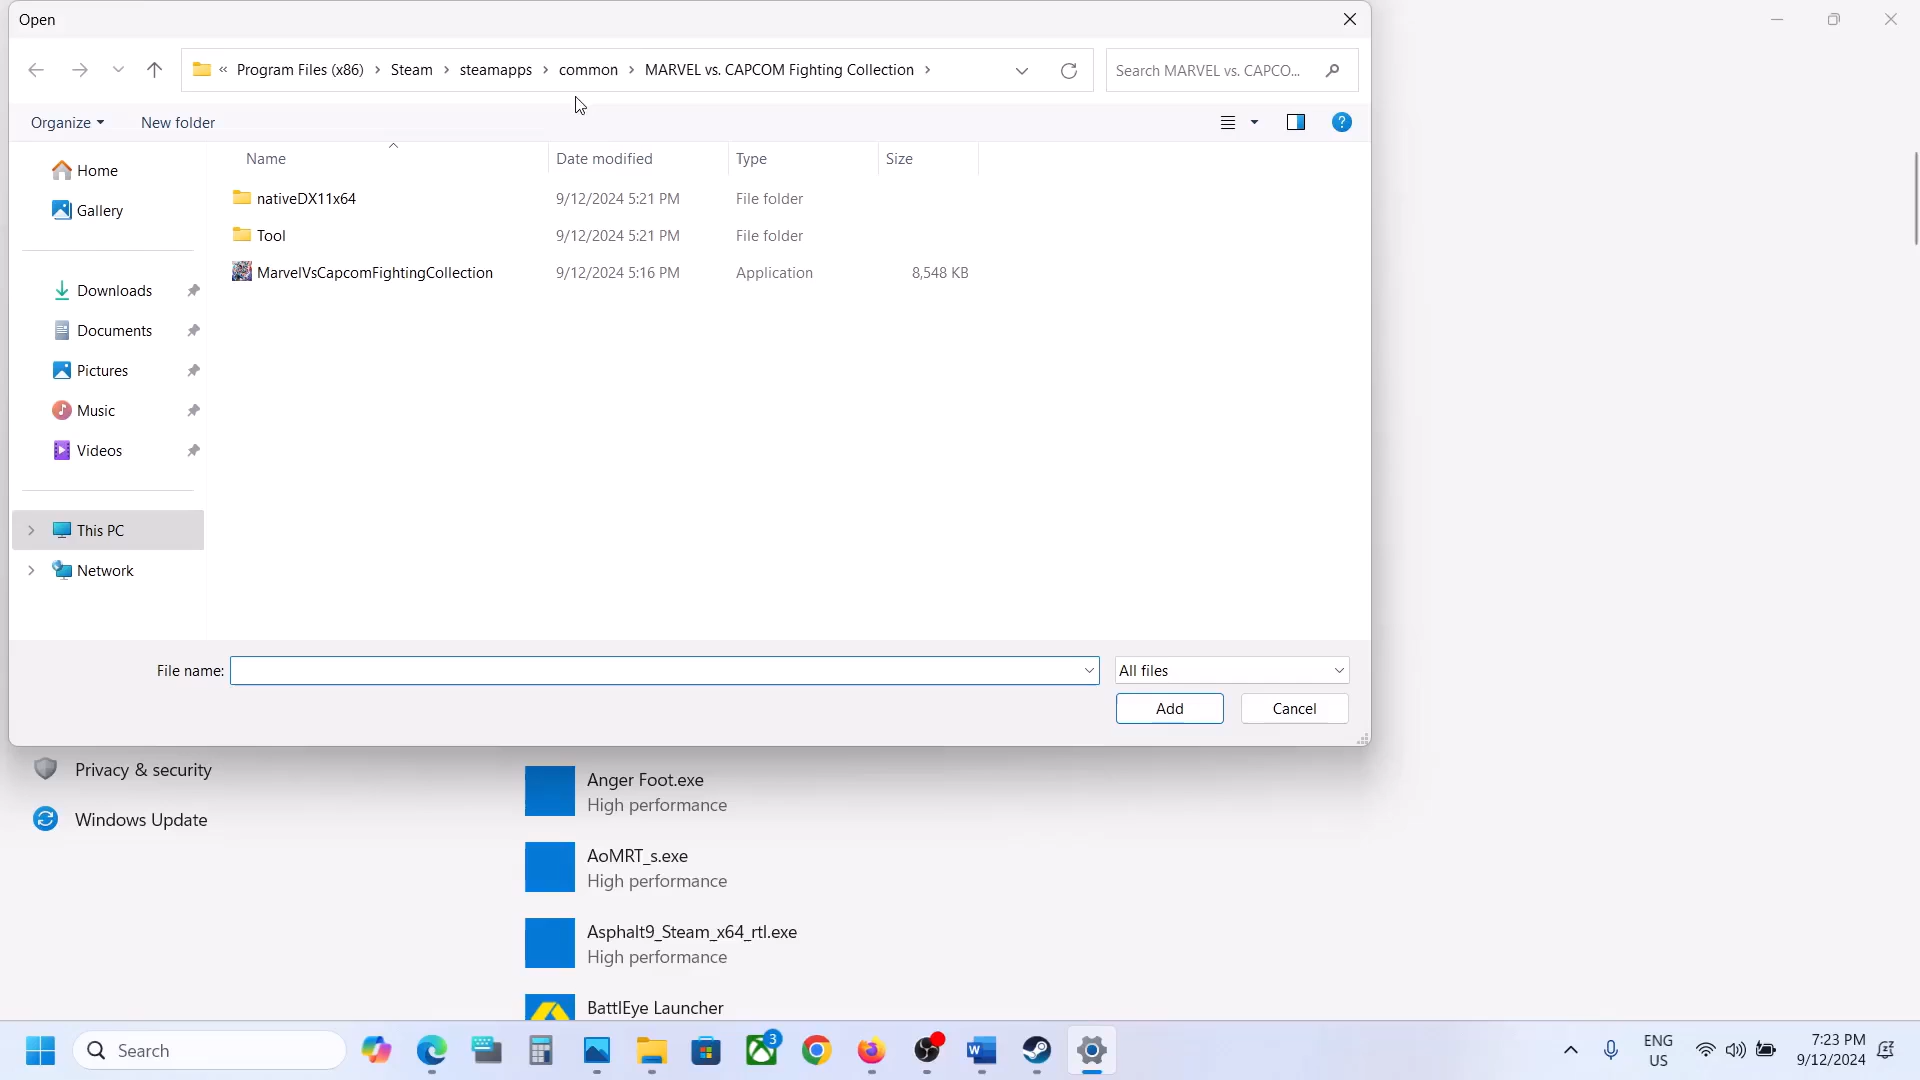 Open
« Program Files (x86) > Steam > steamapps > common > MARVEL vs. CAPCOM Fighting Collection >
Search MARVEL vs. CAPCO...
Organize
New folder
Name Date modified Type Size
Home
Gallery
Downloads
Documents
Pictures
Music
Videos
This PC
Network
nativeDX11x64 9/12/2024 5:21 PM File folder
Tool 9/12/2024 5:21 PM File folder
MarvelVsCapcomFightingCollection 9/12/2024 5:16 PM Application 8,548 KB
File name:
All files
Add
Cancel
Privacy & security
Windows Update
Anger Foot.exe
High performance
AoMRT_s.exe
High performance
Asphalt9_Steam_x64_rtl.exe
High performance
BattlEye Launcher
Search
3
ENG
US
7:23 PM
9/12/2024